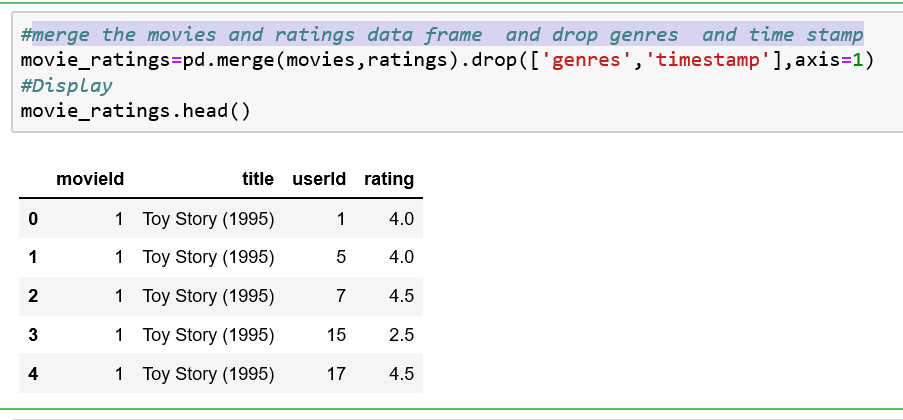 #merge the movies and ratings data frame  and drop genres  and time stamp
movie_ratings=pd.merge(movies,ratings).drop(['genres','timestamp'],axis=1)
#Display
movie_ratings.head()
movieId title userId rating
0 1 Toy Story (1995) 1 4.0
1 1 Toy Story (1995) 5 4.0
2 1 Toy Story (1995) 7 4.5
3 1 Toy Story (1995) 15 2.5
4 1 Toy Story (1995) 17 4.5